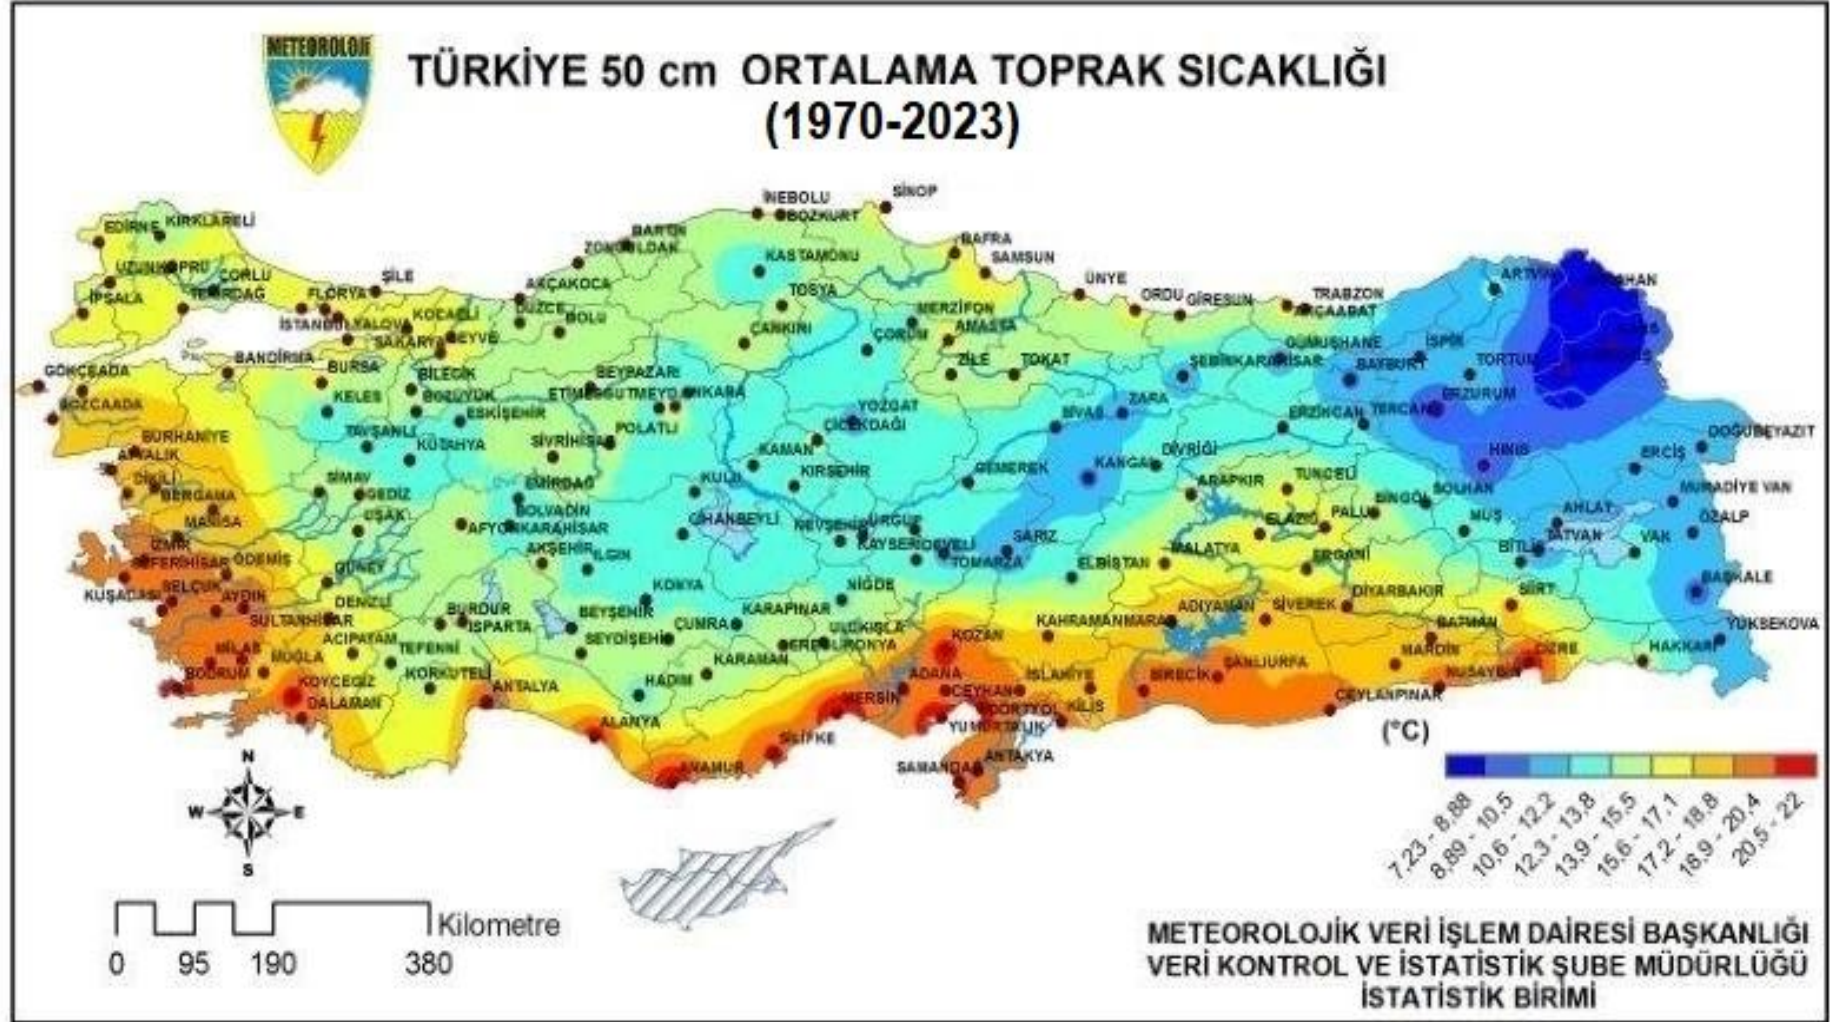 METEOROLOJİ
TÜRKİYE 50 cm ORTALAMA TOPRAK SICAKLIĞI
(1970-2023)
İNEBOLU
SİNOP
BOZKURT
EDİRNE
KIRKLARELİ
ZONGULDAK
KASTAMONU
BAFRA
SAMSUN
UZUNKÖPRÜ
ÇORLU
ŞİLE
AKÇAKOCA
ÜNYE
ARTVİN
İPSALA
TEKİRDAĞ
FLORYA
TOSYA
ORDU
GİRESUN
TRABZON
AKÇAABAT
İSTANBUL
YALOVA
KOCAELİ
DÜZCE
BOLU
MERZİFON
SAKARYA
GEYVE
ÇANKIRI
ÇORUM
AMASYA
GÜMÜŞHANE
İSPİR
BANDIRMA
ZİLE
TOKAT
ŞEBİNKARAHİSAR
BAYBURT
TORTUM
GÖKÇEADA
BURSA
BİLECİK
BEYPAZARI
BOZCAADA
KELES
BOZÜYÜK
ESKİŞEHİR
ANKARA
YOZGAT
ZARA
ERZURUM
SİVAS
ERZİNCAN
TERCAN
BURHANİYE
TAVŞANLI
KÜTAHYA
SİVRİHİSAR
POLATLI
ÇİÇEKDAĞI
DOĞUBEYAZIT
AYVALIK
KAMAN
DİVRİĞİ
HINIS
ERCİŞ
DİKİLİ
BERGAMA
SİMAV
GEDİZ
EMİRDAĞ
KULU
KIRŞEHİR
GEMEREK
KANGAL
ARAPKIR
TUNCELİ
BİNGÖL
SOLHAN
MURADİYE VAN
MANİSA
UŞAK
BOLVADİN
AFYONKARAHİSAR
CİHANBEYLİ
NEVŞEHİR
ÜRGÜP
ELAZIĞ
PALU
MUŞ
AHLAT
ÖZALP
İZMİR
ÖDEMİŞ
AKŞEHİR
ILGIN
KAYSERİ
DEVELİ
SARIZ
MALATYA
ERGANİ
BİTLİS
TATVAN
SEFERİHİSAR
SELÇUK
GÜNEY
TOMARZA
ELBİSTAN
BAŞKALE
KUŞADASI
AYDIN
SULTANHİSAR
DENİZLİ
BURDUR
ISPARTA
BEYŞEHİR
KONYA
NİĞDE
KARAPINAR
ADIYAMAN
SİVEREK
DİYARBAKIR
SİİRT
ACIPAYAM
TEFENNİ
SEYDİŞEHİR
ÇUMRA
ULUKIŞLA
KAHRAMANMARAŞ
BATMAN
YÜKSEKOVA
MİLAS
MUĞLA
KORKUTELİ
KARAMAN
KOZAN
MARDİN
CİZRE
HAKKARİ
BODRUM
KÖYCEĞİZ
DALAMAN
ANTALYA
HADIM
ADANA
CEYHAN
İSLAHİYE
BİRECİK
ŞANLIURFA
NUSAYBİN
MERSİN
DÖRTYOL
KİLİS
CEYLANPINAR
ALANYA
SİLİFKE
YUMURTALIK
ANAMUR
SAMANDAĞ
ANTAKYA
(°C)
7,23 - 8,88
8,89 - 10,5
10,6 - 12,2
12,3 - 13,8
13,9 - 15,5
15,6 - 17,1
17,2 - 18,8
18,9 - 20,4
20,5 - 22
N
W
E
S
Kilometre
0 95 190 380
METEOROLOJİK VERİ İŞLEM DAİRESİ BAŞKANLIĞI
VERİ KONTROL VE İSTATİSTİK ŞUBE MÜDÜRLÜĞÜ
İSTATİSTİK BİRİMİ